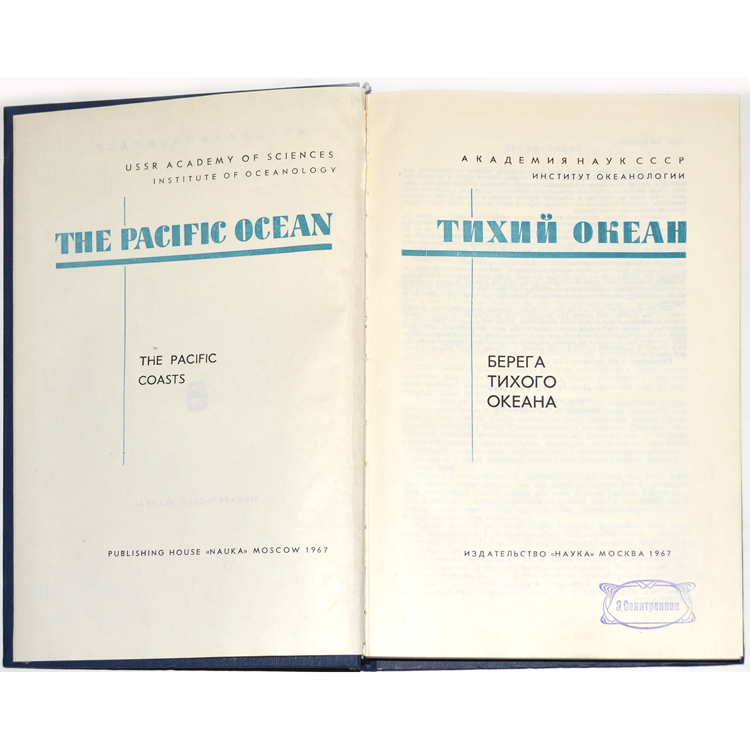 USSR ACADEMY OF SCIENCES
INSTITUTE OF OCEANOLOGY
THE PACIFIC OCEAN
THE PACIFIC
COASTS
PUBLISHING HOUSE «NAUKA» MOSCOW 1967
АКАДЕМИЯ НАУК СССР
ИНСТИТУТ ОКЕАНОЛОГИИ
ТИХИЙ ОКЕАН
БЕРЕГА
ТИХОГО
ОКЕАНА
ИЗДАТЕЛЬСТВО «НАУКА» МОСКВА 1967